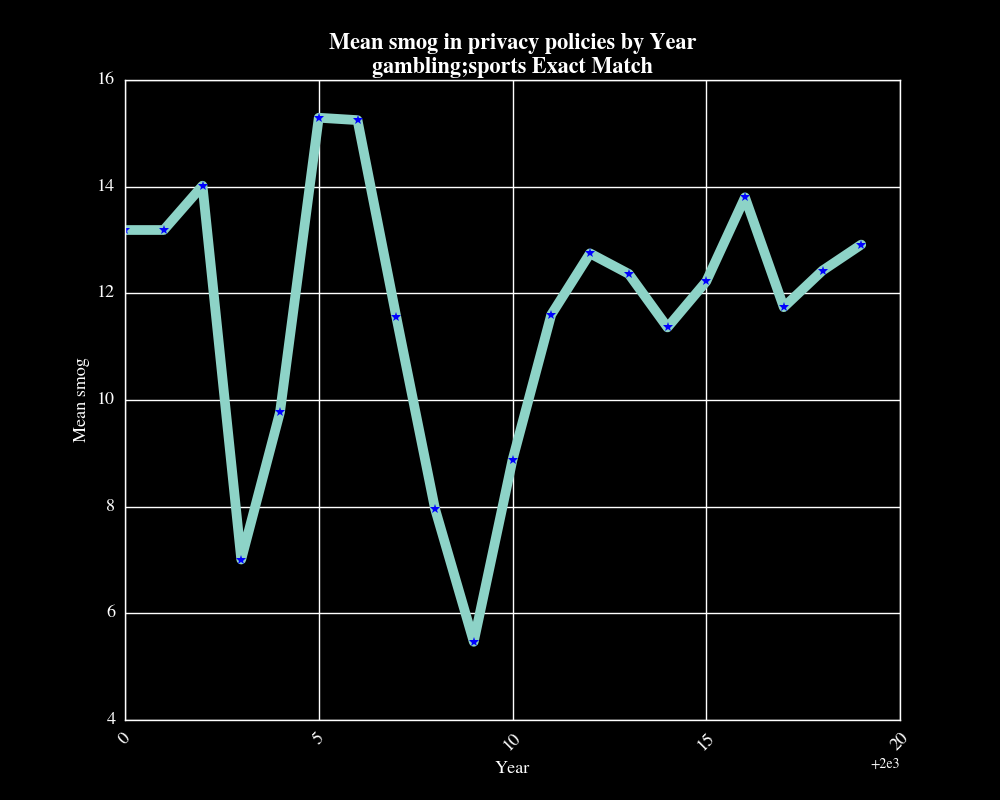 Mean smog in privacy policies by Year
gambling;sports Exact Match
16
14
12
10
8
6
4
Mean smog
0
5
10
15
20
Year
+2e3